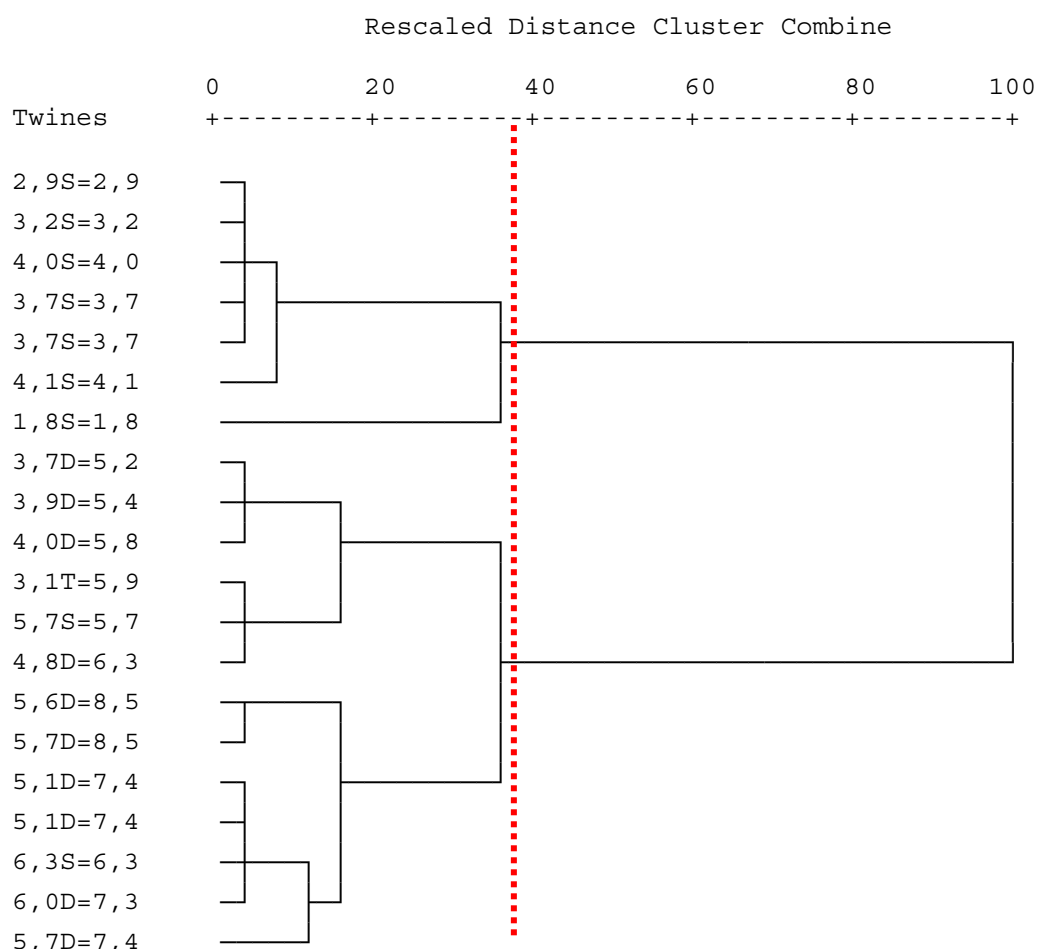 Rescaled Distance Cluster Combine
0 20 40 60 80 100
Twines +---------+---------+---------+---------+---------+
2,9S=2,9
3,2S=3,2
4,0S=4,0
3,7S=3,7
3,7S=3,7
4,1S=4,1
1,8S=1,8
3,7D=5,2
3,9D=5,4
4,0D=5,8
3,1T=5,9
5,7S=5,7
4,8D=6,3
5,6D=8,5
5,7D=8,5
5,1D=7,4
5,1D=7,4
6,3S=6,3
6,0D=7,3
5,7D=7,4